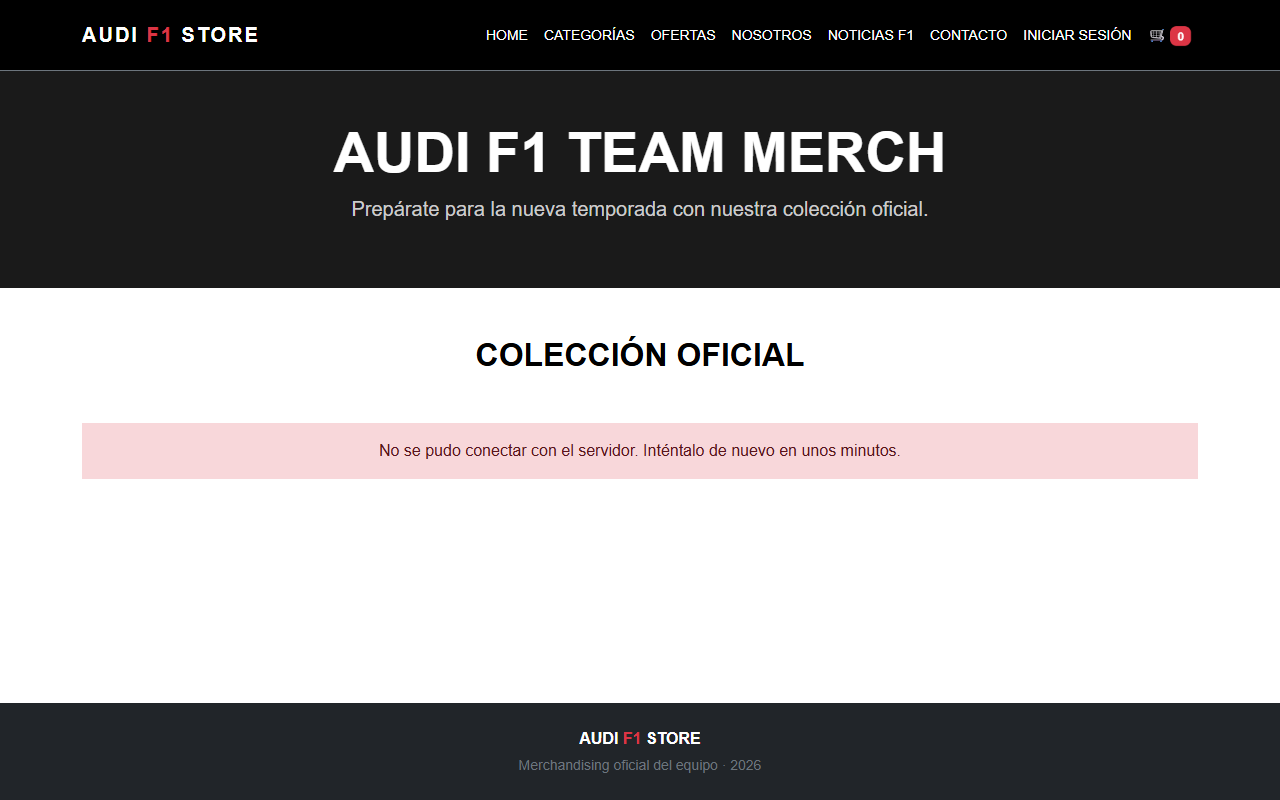 AUDI F1 STORE
HOME CATEGORÍAS OFERTAS NOSOTROS NOTICIAS F1 CONTACTO INICIAR SESIÓN 0
AUDI F1 TEAM MERCH
Prepárate para la nueva temporada con nuestra colección oficial.
COLECCIÓN OFICIAL
No se pudo conectar con el servidor. Inténtalo de nuevo en unos minutos.
AUDI F1 STORE
Merchandising oficial del equipo · 2026